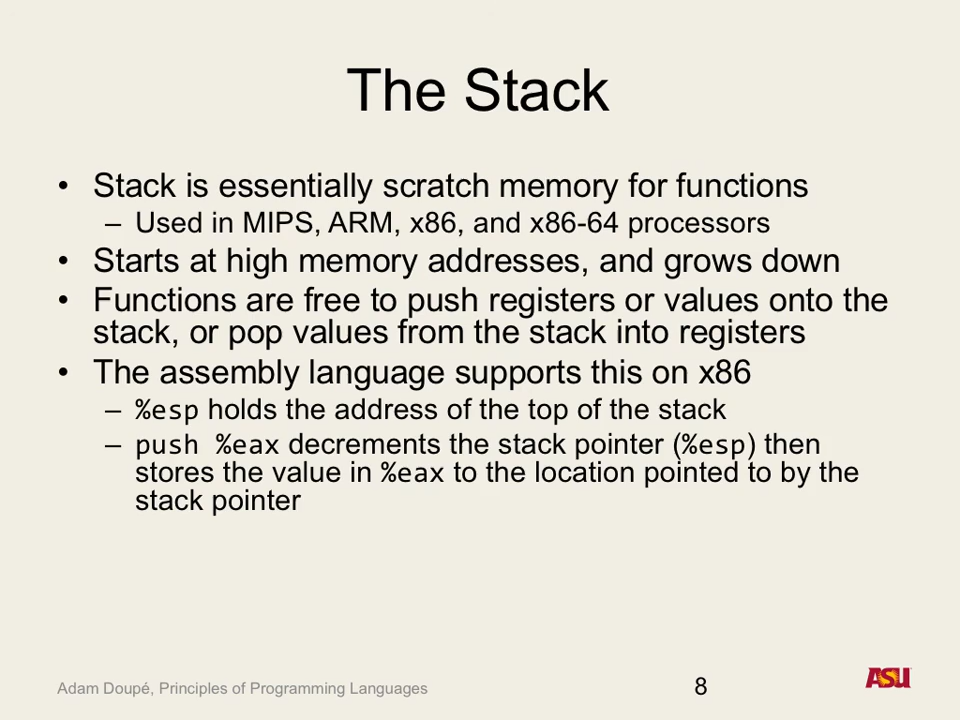 The Stack
• Stack is essentially scratch memory for functions
– Used in MIPS, ARM, x86, and x86-64 processors
• Starts at high memory addresses, and grows down
• Functions are free to push registers or values onto the
stack, or pop values from the stack into registers
• The assembly language supports this on x86
– %esp holds the address of the top of the stack
– push %eax decrements the stack pointer (%esp) then
stores the value in %eax to the location pointed to by the
stack pointer
Adam Doupé, Principles of Programming Languages
8
ASU